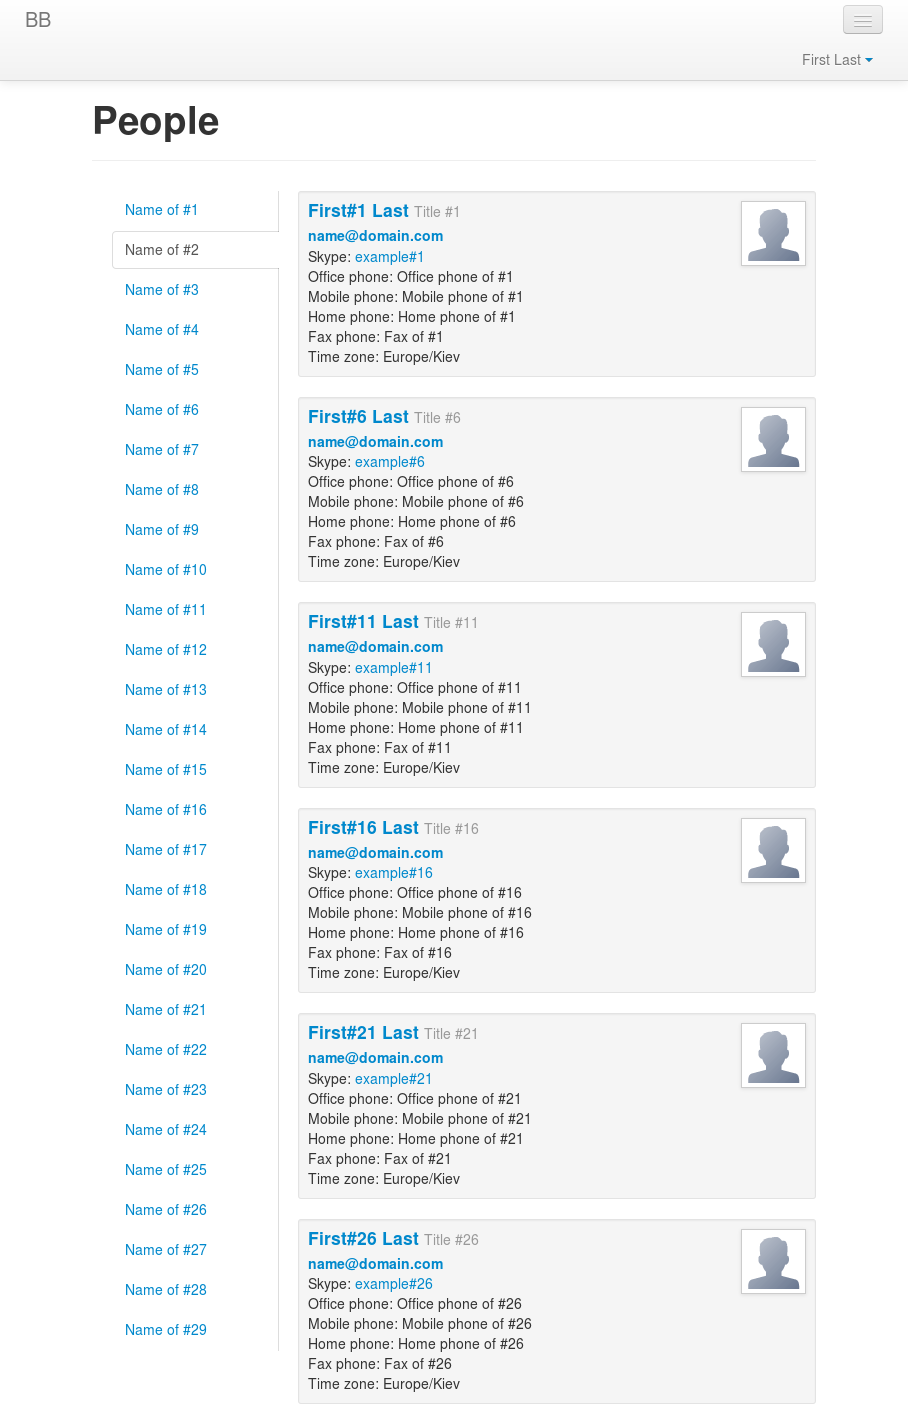 BB
First Last
People
Name of #1
Name of #2
Name of #3
Name of #4
Name of #5
Name of #6
Name of #7
Name of #8
Name of #9
Name of #10
Name of #11
Name of #12
Name of #13
Name of #14
Name of #15
Name of #16
Name of #17
Name of #18
Name of #19
Name of #20
Name of #21
Name of #22
Name of #23
Name of #24
Name of #25
Name of #26
Name of #27
Name of #28
Name of #29
First#1 Last Title #1
name@domain.com
Skype: example#1
Office phone: Office phone of #1
Mobile phone: Mobile phone of #1
Home phone: Home phone of #1
Fax phone: Fax of #1
Time zone: Europe/Kiev
First#6 Last Title #6
name@domain.com
Skype: example#6
Office phone: Office phone of #6
Mobile phone: Mobile phone of #6
Home phone: Home phone of #6
Fax phone: Fax of #6
Time zone: Europe/Kiev
First#11 Last Title #11
name@domain.com
Skype: example#11
Office phone: Office phone of #11
Mobile phone: Mobile phone of #11
Home phone: Home phone of #11
Fax phone: Fax of #11
Time zone: Europe/Kiev
First#16 Last Title #16
name@domain.com
Skype: example#16
Office phone: Office phone of #16
Mobile phone: Mobile phone of #16
Home phone: Home phone of #16
Fax phone: Fax of #16
Time zone: Europe/Kiev
First#21 Last Title #21
name@domain.com
Skype: example#21
Office phone: Office phone of #21
Mobile phone: Mobile phone of #21
Home phone: Home phone of #21
Fax phone: Fax of #21
Time zone: Europe/Kiev
First#26 Last Title #26
name@domain.com
Skype: example#26
Office phone: Office phone of #26
Mobile phone: Mobile phone of #26
Home phone: Home phone of #26
Fax phone: Fax of #26
Time zone: Europe/Kiev